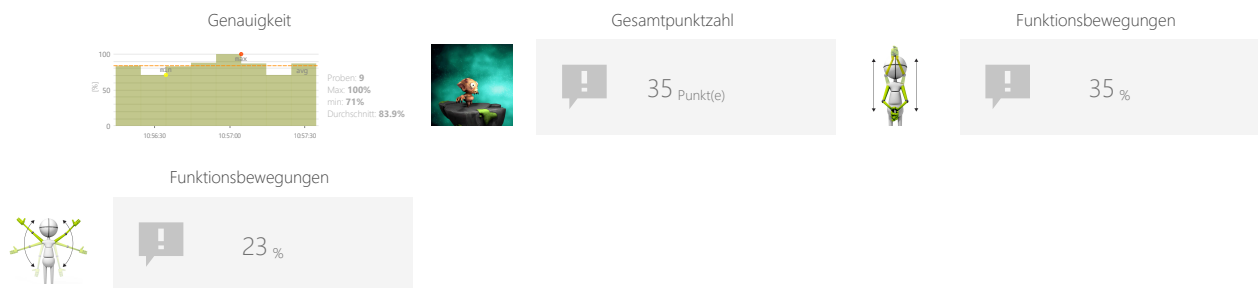 Genauigkeit
100
50
0
[%]
min
max
avg
10:56:30
10:57:00
10:57:30
Proben: 9
Max: 100%
min: 71%
Durchschnitt: 83.9%
Gesamtpunktzahl
35 Punkt(e)
Funktionsbewegungen
35 %
Funktionsbewegungen
23 %